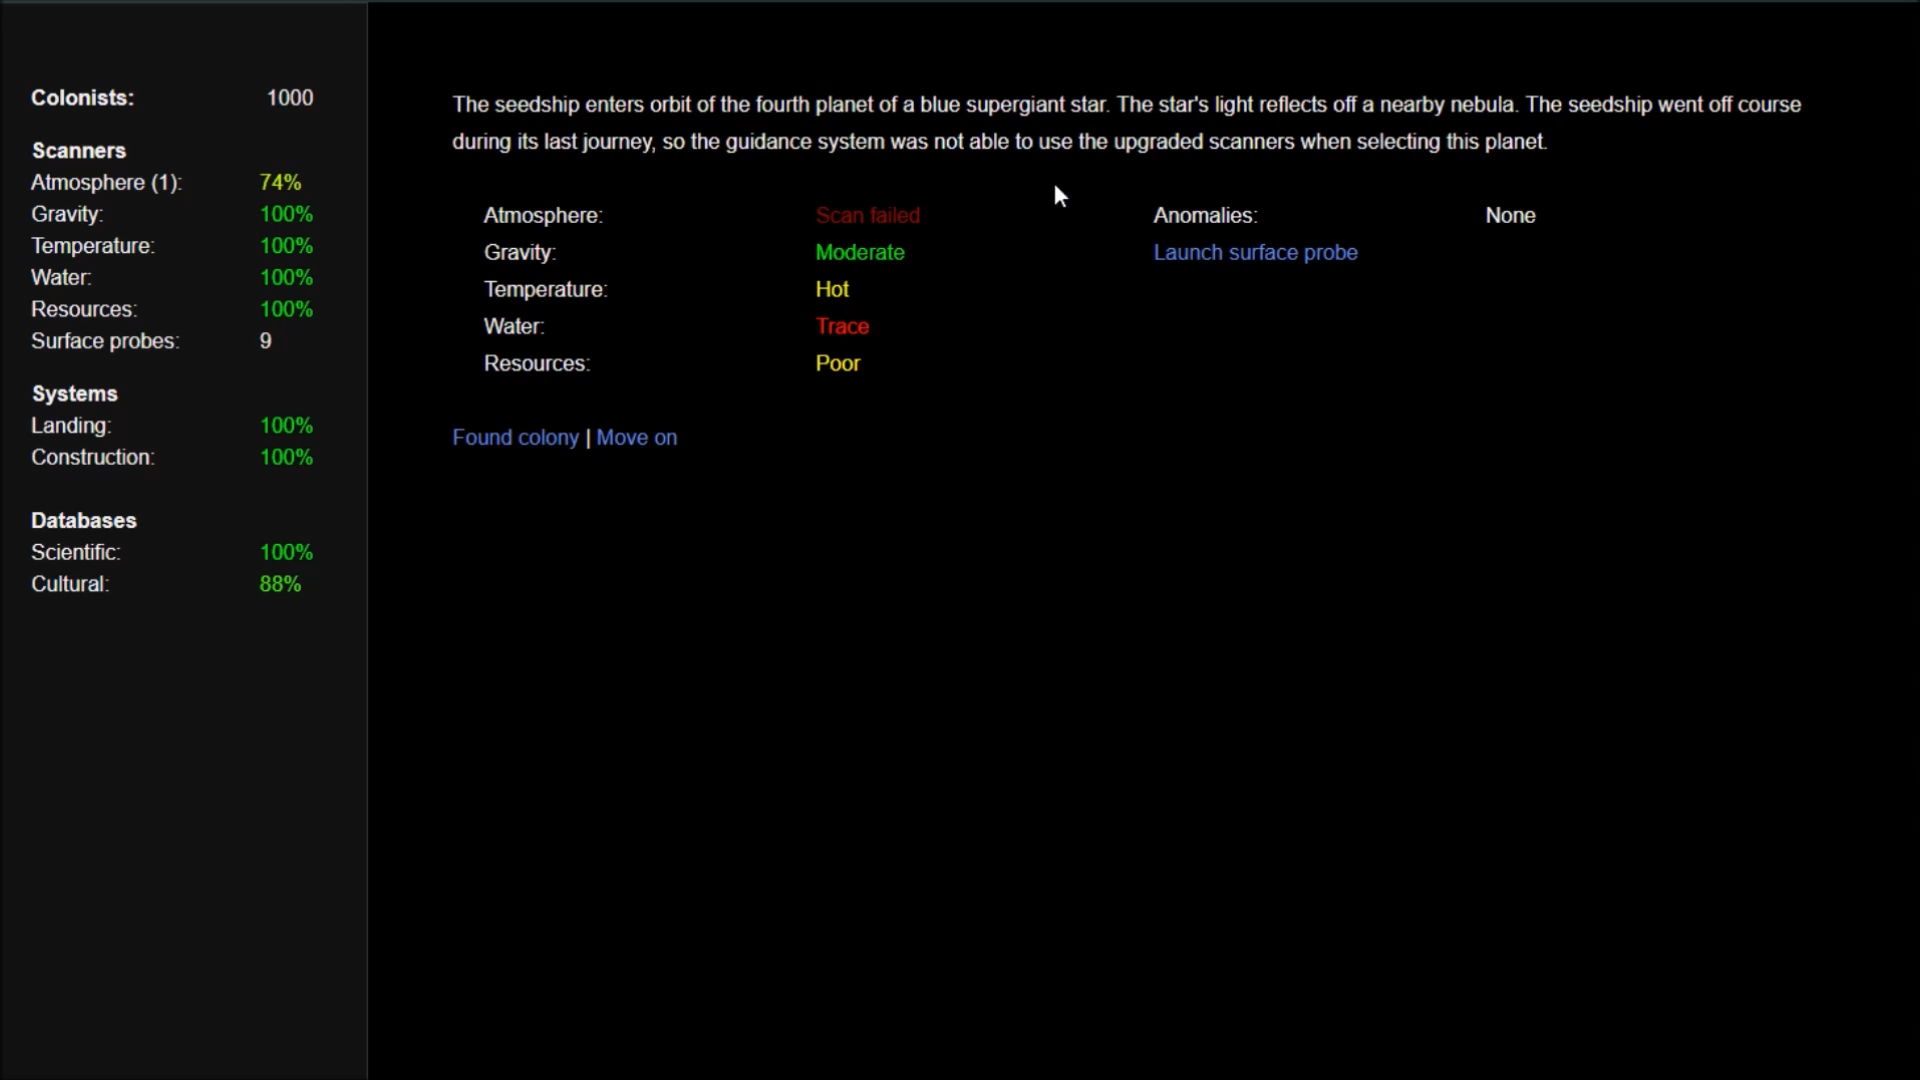 Colonists: 1000
Scanners
Atmosphere (1): 74%
Gravity: 100%
Temperature: 100%
Water: 100%
Resources: 100%
Surface probes: 9
Systems
Landing: 100%
Construction: 100%
Databases
Scientific: 100%
Cultural: 88%
The seedship enters orbit of the fourth planet of a blue supergiant star. The star's light reflects off a nearby nebula. The seedship went off course
during its last journey, so the guidance system was not able to use the upgraded scanners when selecting this planet.
Atmosphere: Scan failed Anomalies: None
Gravity: Moderate Launch surface probe
Temperature: Hot
Water: Trace
Resources: Poor
Found colony | Move on